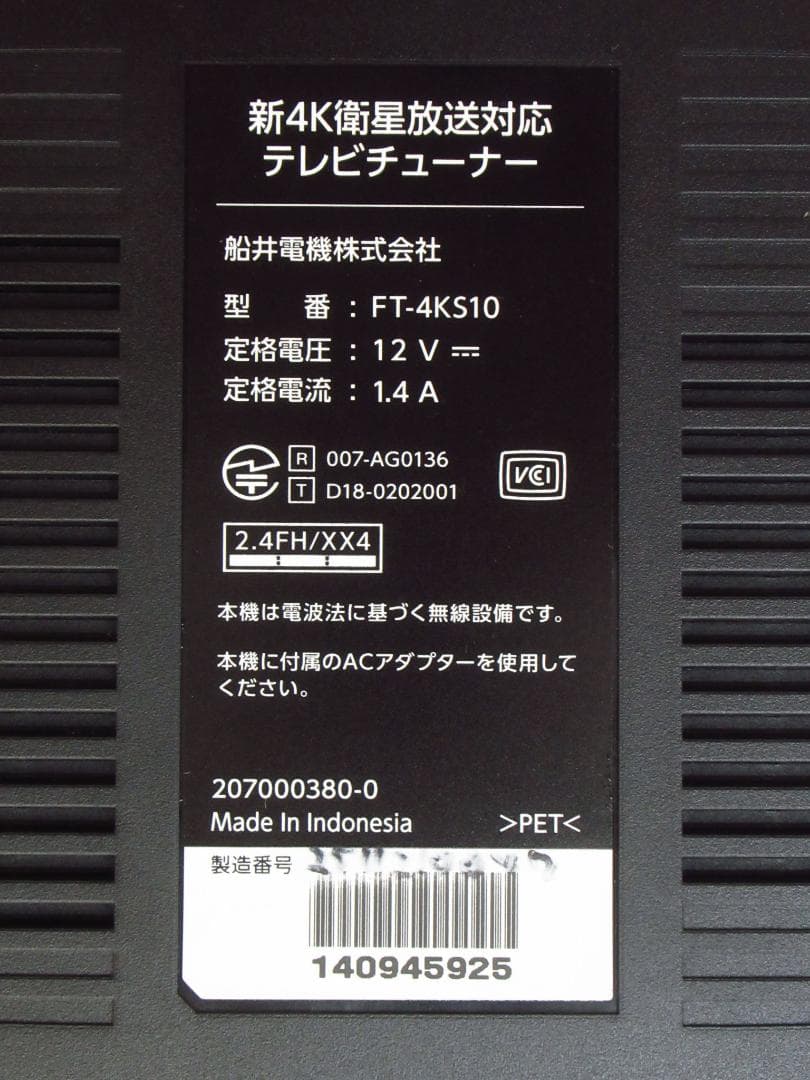 新4K衛星放送対応
テレビチューナー
船井電機株式会社
型 番 : FT-4KS10
定格電圧 : 12 V ⎓
定格電流 : 1.4 A
R 007-AG0136
T D18-0202001
VCI
2.4FH/XX4
本機は電波法に基づく無線設備です。
本機に付属のACアダプターを使用して
ください。
207000380-0
Made In Indonesia >PET<
製造番号
140945925